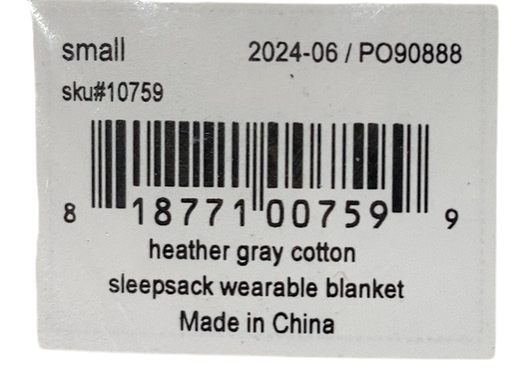 small 2024-06 / PO90888
sku#10759
8 18771 00759 9
heather gray cotton
sleepsack wearable blanket
Made in China